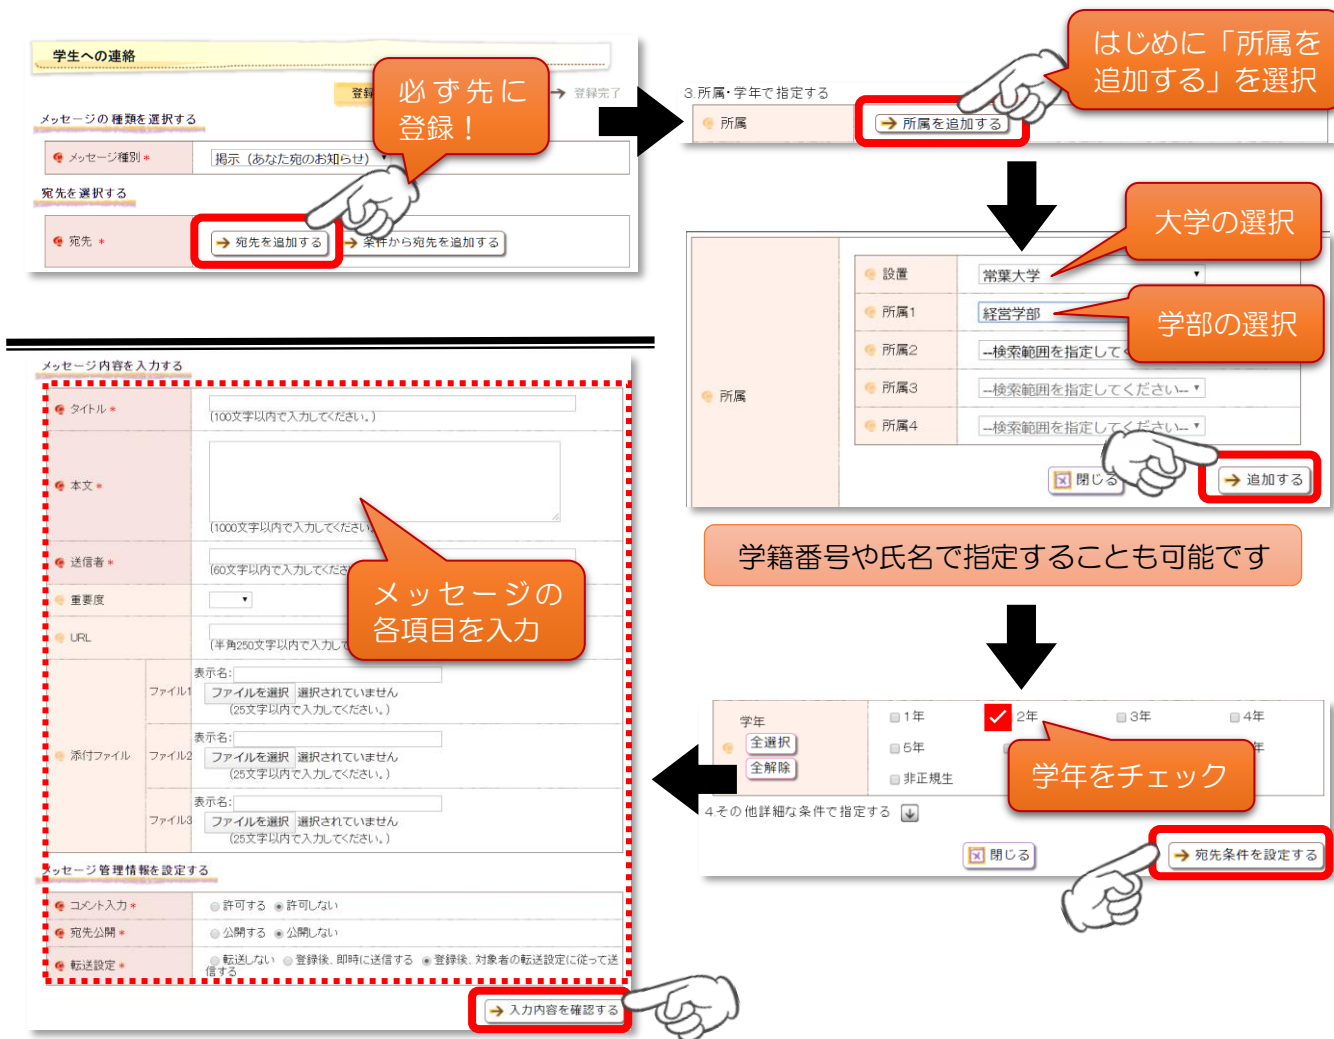 学生への連絡
必ず先に
登録！
登録
→ 登録完了
メッセージの種類を選択する
メッセージ種別 *
掲示（あなた宛のお知らせ）
宛先を選択する
宛先 *
→ 宛先を追加する
→ 条件から宛先を追加する
はじめに「所属を
追加する」を選択
3.所属・学年で指定する
所属
→ 所属を追加する
大学の選択
学部の選択
所属
設置
常葉大学
所属1
経営学部
所属2
--検索範囲を指定して
所属3
--検索範囲を指定してください--
所属4
--検索範囲を指定してください--
閉じる
→ 追加する
学籍番号や氏名で指定することも可能です
学年
全選択
全解除
1年
2年
3年
4年
5年
年
非正規生
学年をチェック
4.その他詳細な条件で指定する
閉じる
→ 宛先条件を設定する
メッセージ内容を入力する
タイトル *
(100文字以内で入力してください。)
本文 *
(1000文字以内で入力してください
送信者 *
(60文字以内で入力してくださ
メッセージの
各項目を入力
重要度
URL
(半角250文字以内で入力して
添付ファイル
ファイル1
表示名:
ファイルを選択 選択されていません
(25文字以内で入力してください。)
ファイル2
表示名:
ファイルを選択 選択されていません
(25文字以内で入力してください。)
ファイル3
表示名:
ファイルを選択 選択されていません
(25文字以内で入力してください。)
メッセージ管理情報を設定する
コメント入力 *
許可する 許可しない
宛先公開 *
公開する 公開しない
転送設定 *
転送しない 登録後、即時に送信する 登録後、対象者の転送設定に従って送
信する
→ 入力内容を確認する